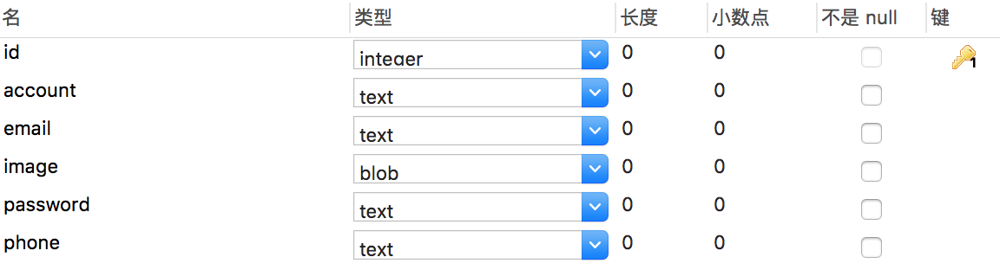 名 类型 长度 小数点 不是 null 键
id integer 0 0 1
account text 0 0
email text 0 0
image blob 0 0
password text 0 0
phone text 0 0